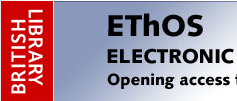 BRITISH
LIBRARY
EThOS
ELECTRONIC
Opening access